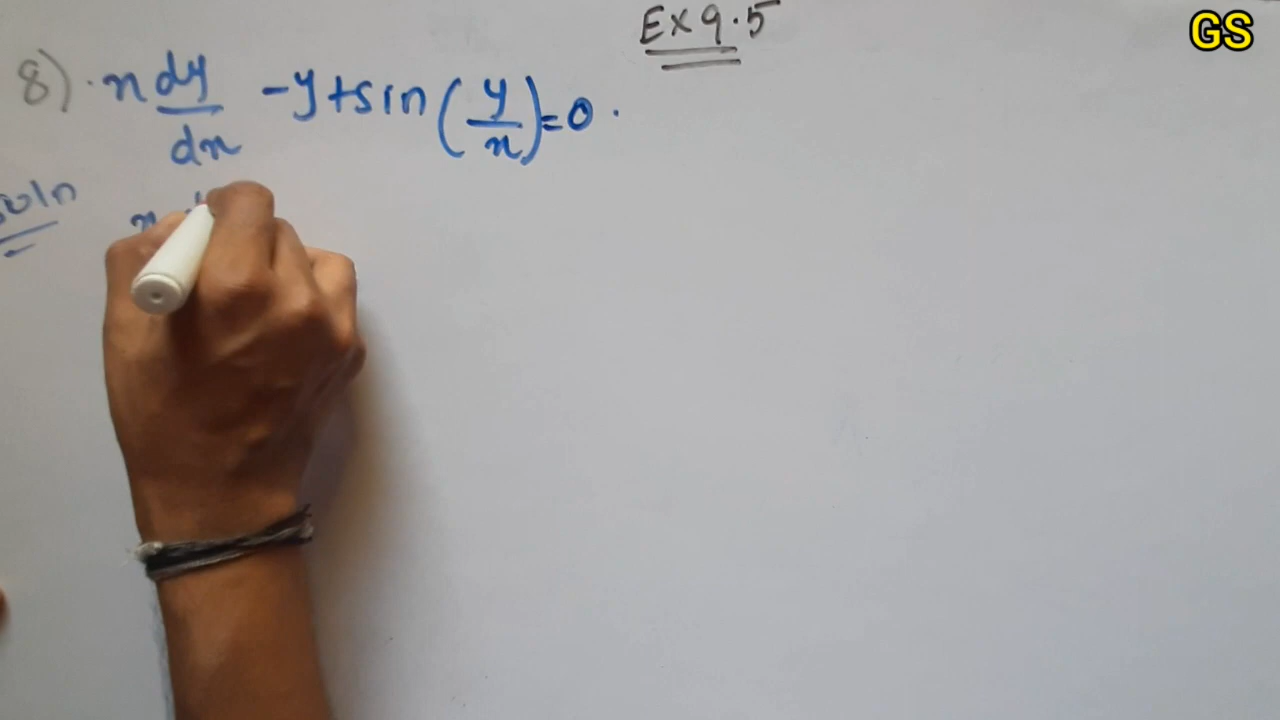 Ex 9.5
GS
8) . x dy/dx - y + sin (y/x) = 0 .
Soln
x